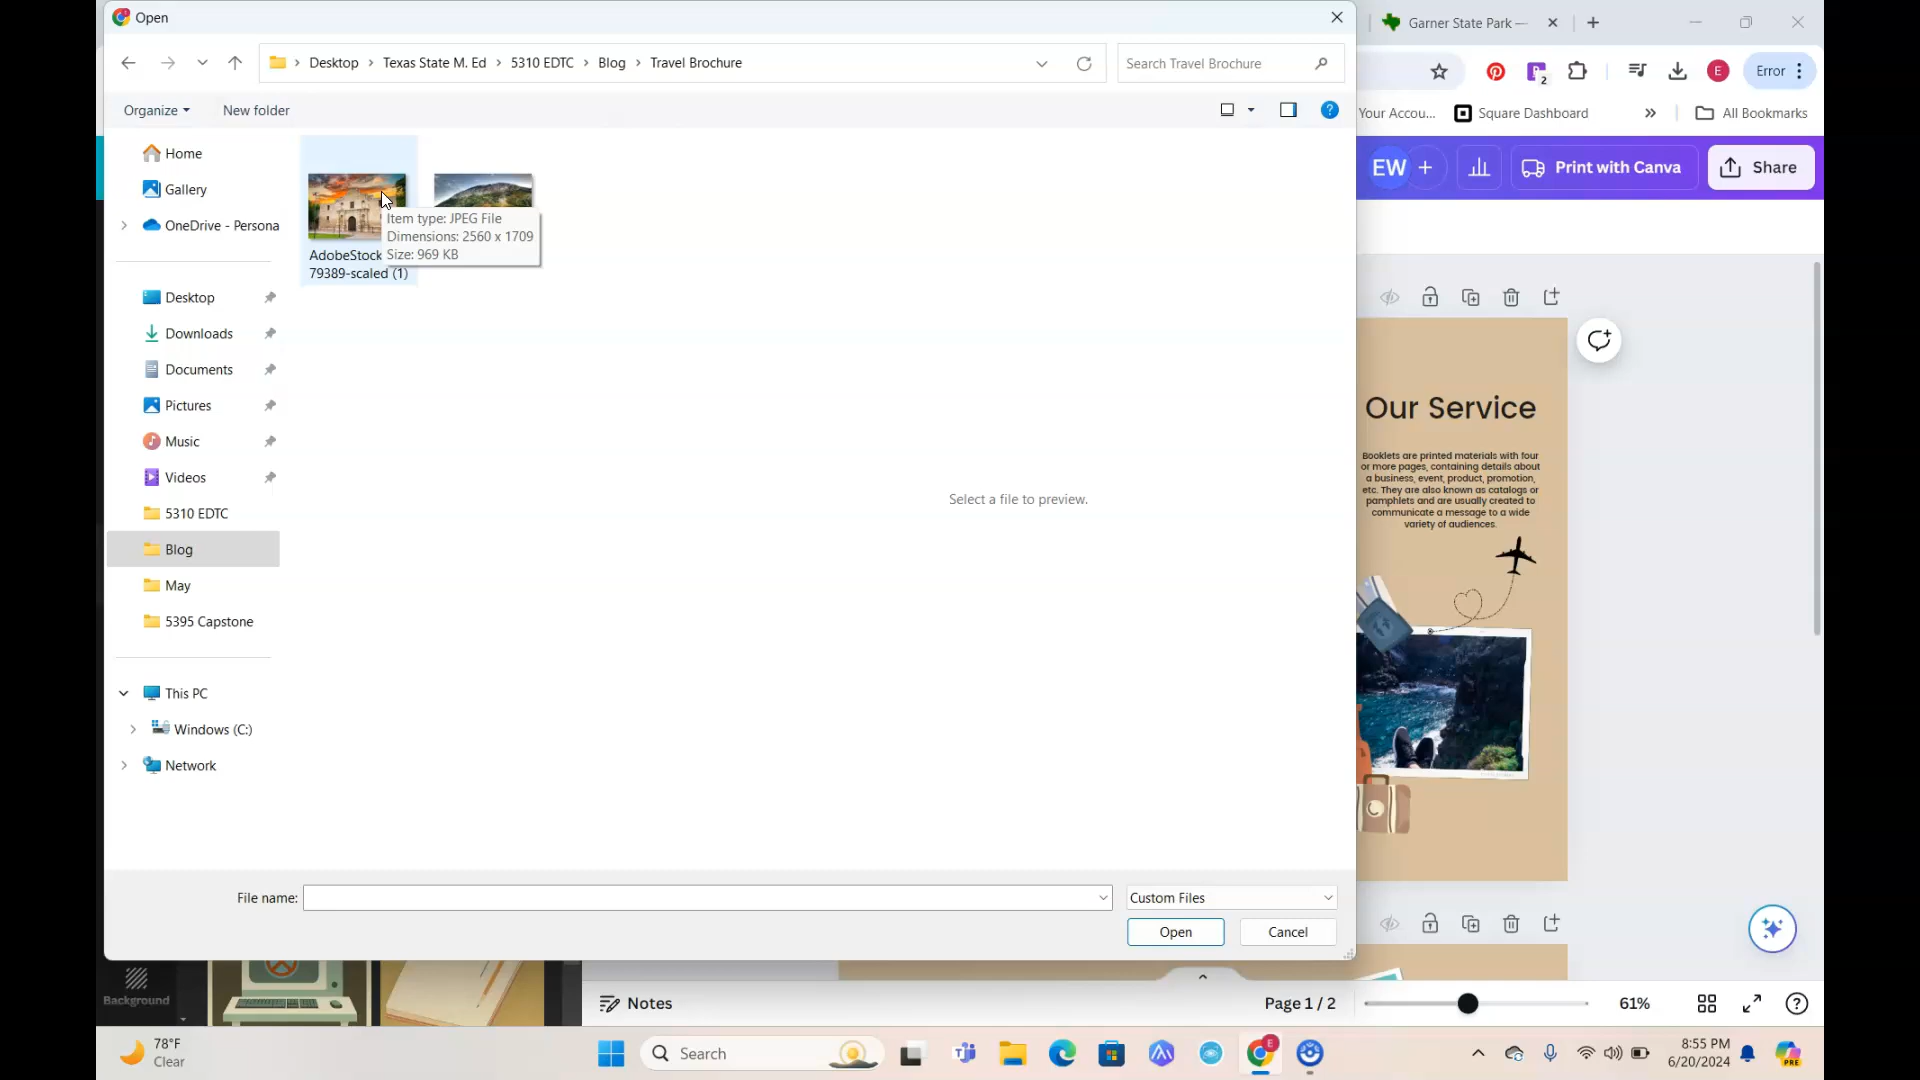 Open
Garner State Park —
Desktop
Texas State M. Ed
5310 EDTC
Blog
Travel Brochure
Search Travel Brochure
E
Error
Organize
New folder
Your Accou...
Square Dashboard
All Bookmarks
Home
Gallery
OneDrive - Persona
EW
Print with Canva
Share
Item type: JPEG File
Dimensions: 2560 x 1709
Size: 969 KB
AdobeStock
79389-scaled (1)
Desktop
Downloads
Documents
Pictures
Music
Videos
5310 EDTC
Blog
May
5395 Capstone
This PC
Windows (C:)
Network
Select a file to preview.
Our Service
Booklets are printed materials with four
or more pages, containing details about
a business, event, product, promotion,
etc. They are also known as catalogs or
pamphlets and are usually created to
communicate a message to a wide
variety of audiences.
File name:
Custom Files
Open
Cancel
Background
Notes
Page 1 / 2
61%
78°F
Clear
Search
8:55 PM
6/20/2024
PRE